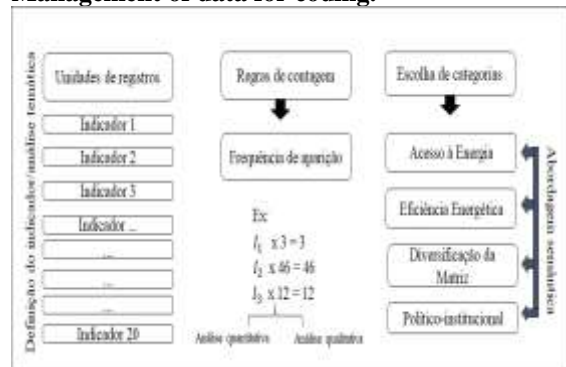 Management of data for coding.
Definição do indicador/análise temática
Unidades de registros
Indicador 1
Indicador 2
Indicador 3
Indicador ...
...
...
...
Indicador 20
Regras de contagem
Frequência de aparição
Ex:
I₁ x 3 = 3
I₂ x 46 = 46
I₃ x 12 = 12
Análise quantitativa
Análise qualitativa
Escolha de categorias
Acesso à Energia
Eficiência Energética
Diversificação da
Matriz
Político-institucional
Abordagem semântica